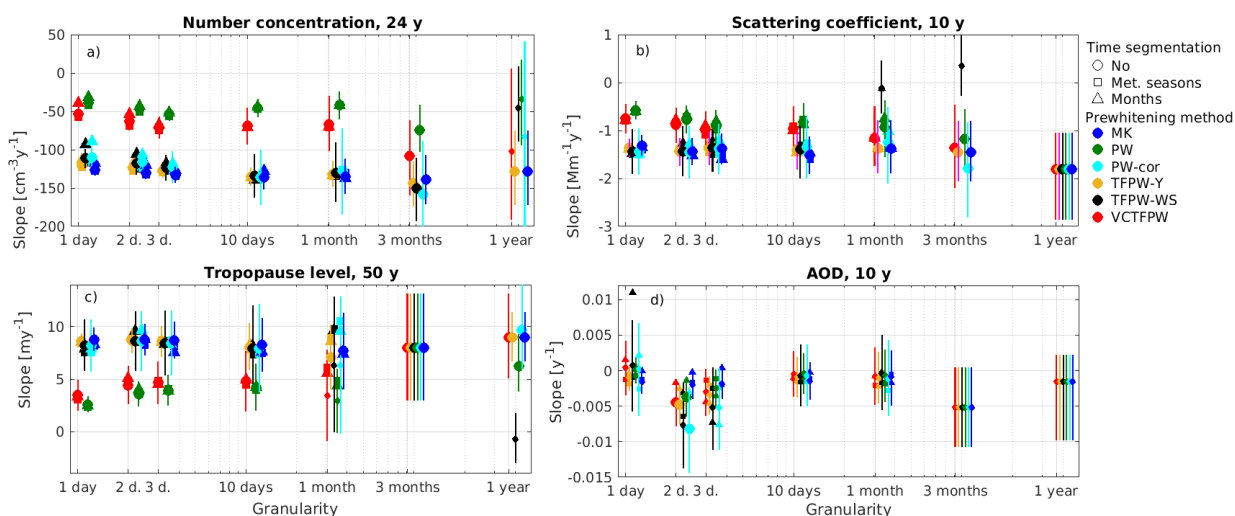 Number concentration, 24 y
a)
50
0
-50
-100
-150
-200
Slope [cm⁻³y⁻¹]
1 day
2 d. 3 d.
10 days
1 month
3 months
1 year
Scattering coefficient, 10 y
b)
1
0
-1
-2
-3
Slope [Mm⁻¹y⁻¹]
1 day
2 d. 3 d.
10 days
1 month
3 months
1 year
Time segmentation
No
Met. seasons
Months
Prewhitening method
MK
PW
PW-cor
TFPW-Y
TFPW-WS
VCTFPW
Tropopause level, 50 y
c)
10
5
0
Slope [my⁻¹]
1 day
2 d. 3 d.
10 days
1 month
3 months
1 year
Granularity
AOD, 10 y
d)
0.01
0.005
0
-0.005
-0.01
-0.015
Slope [y⁻¹]
1 day
2 d. 3 d.
10 days
1 month
3 months
1 year
Granularity